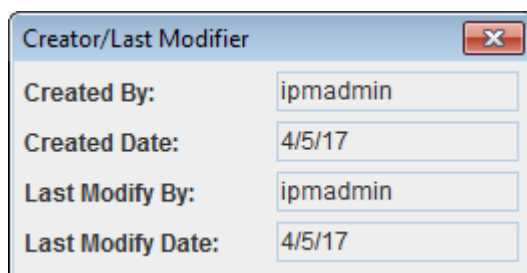 Creator/Last Modifier
Created By: ipmadmin
Created Date: 4/5/17
Last Modify By: ipmadmin
Last Modify Date: 4/5/17